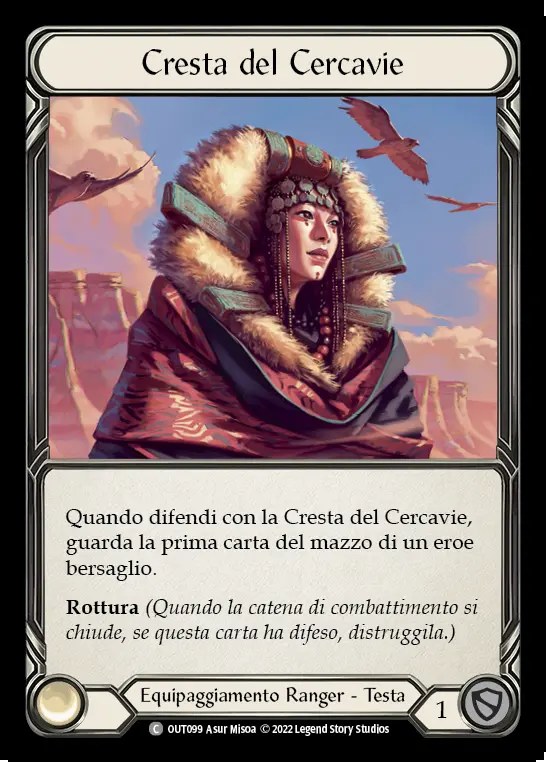 Cresta del Cercavie
Quando difendi con la Cresta del Cercavie,
guarda la prima carta del mazzo di un eroe
bersaglio.
Rottura (Quando la catena di combattimento si
chiude, se questa carta ha difeso, distruggila.)
Equipaggiamento Ranger - Testa
1
C OUT099 Asur Misoa © 2022 Legend Story Studios